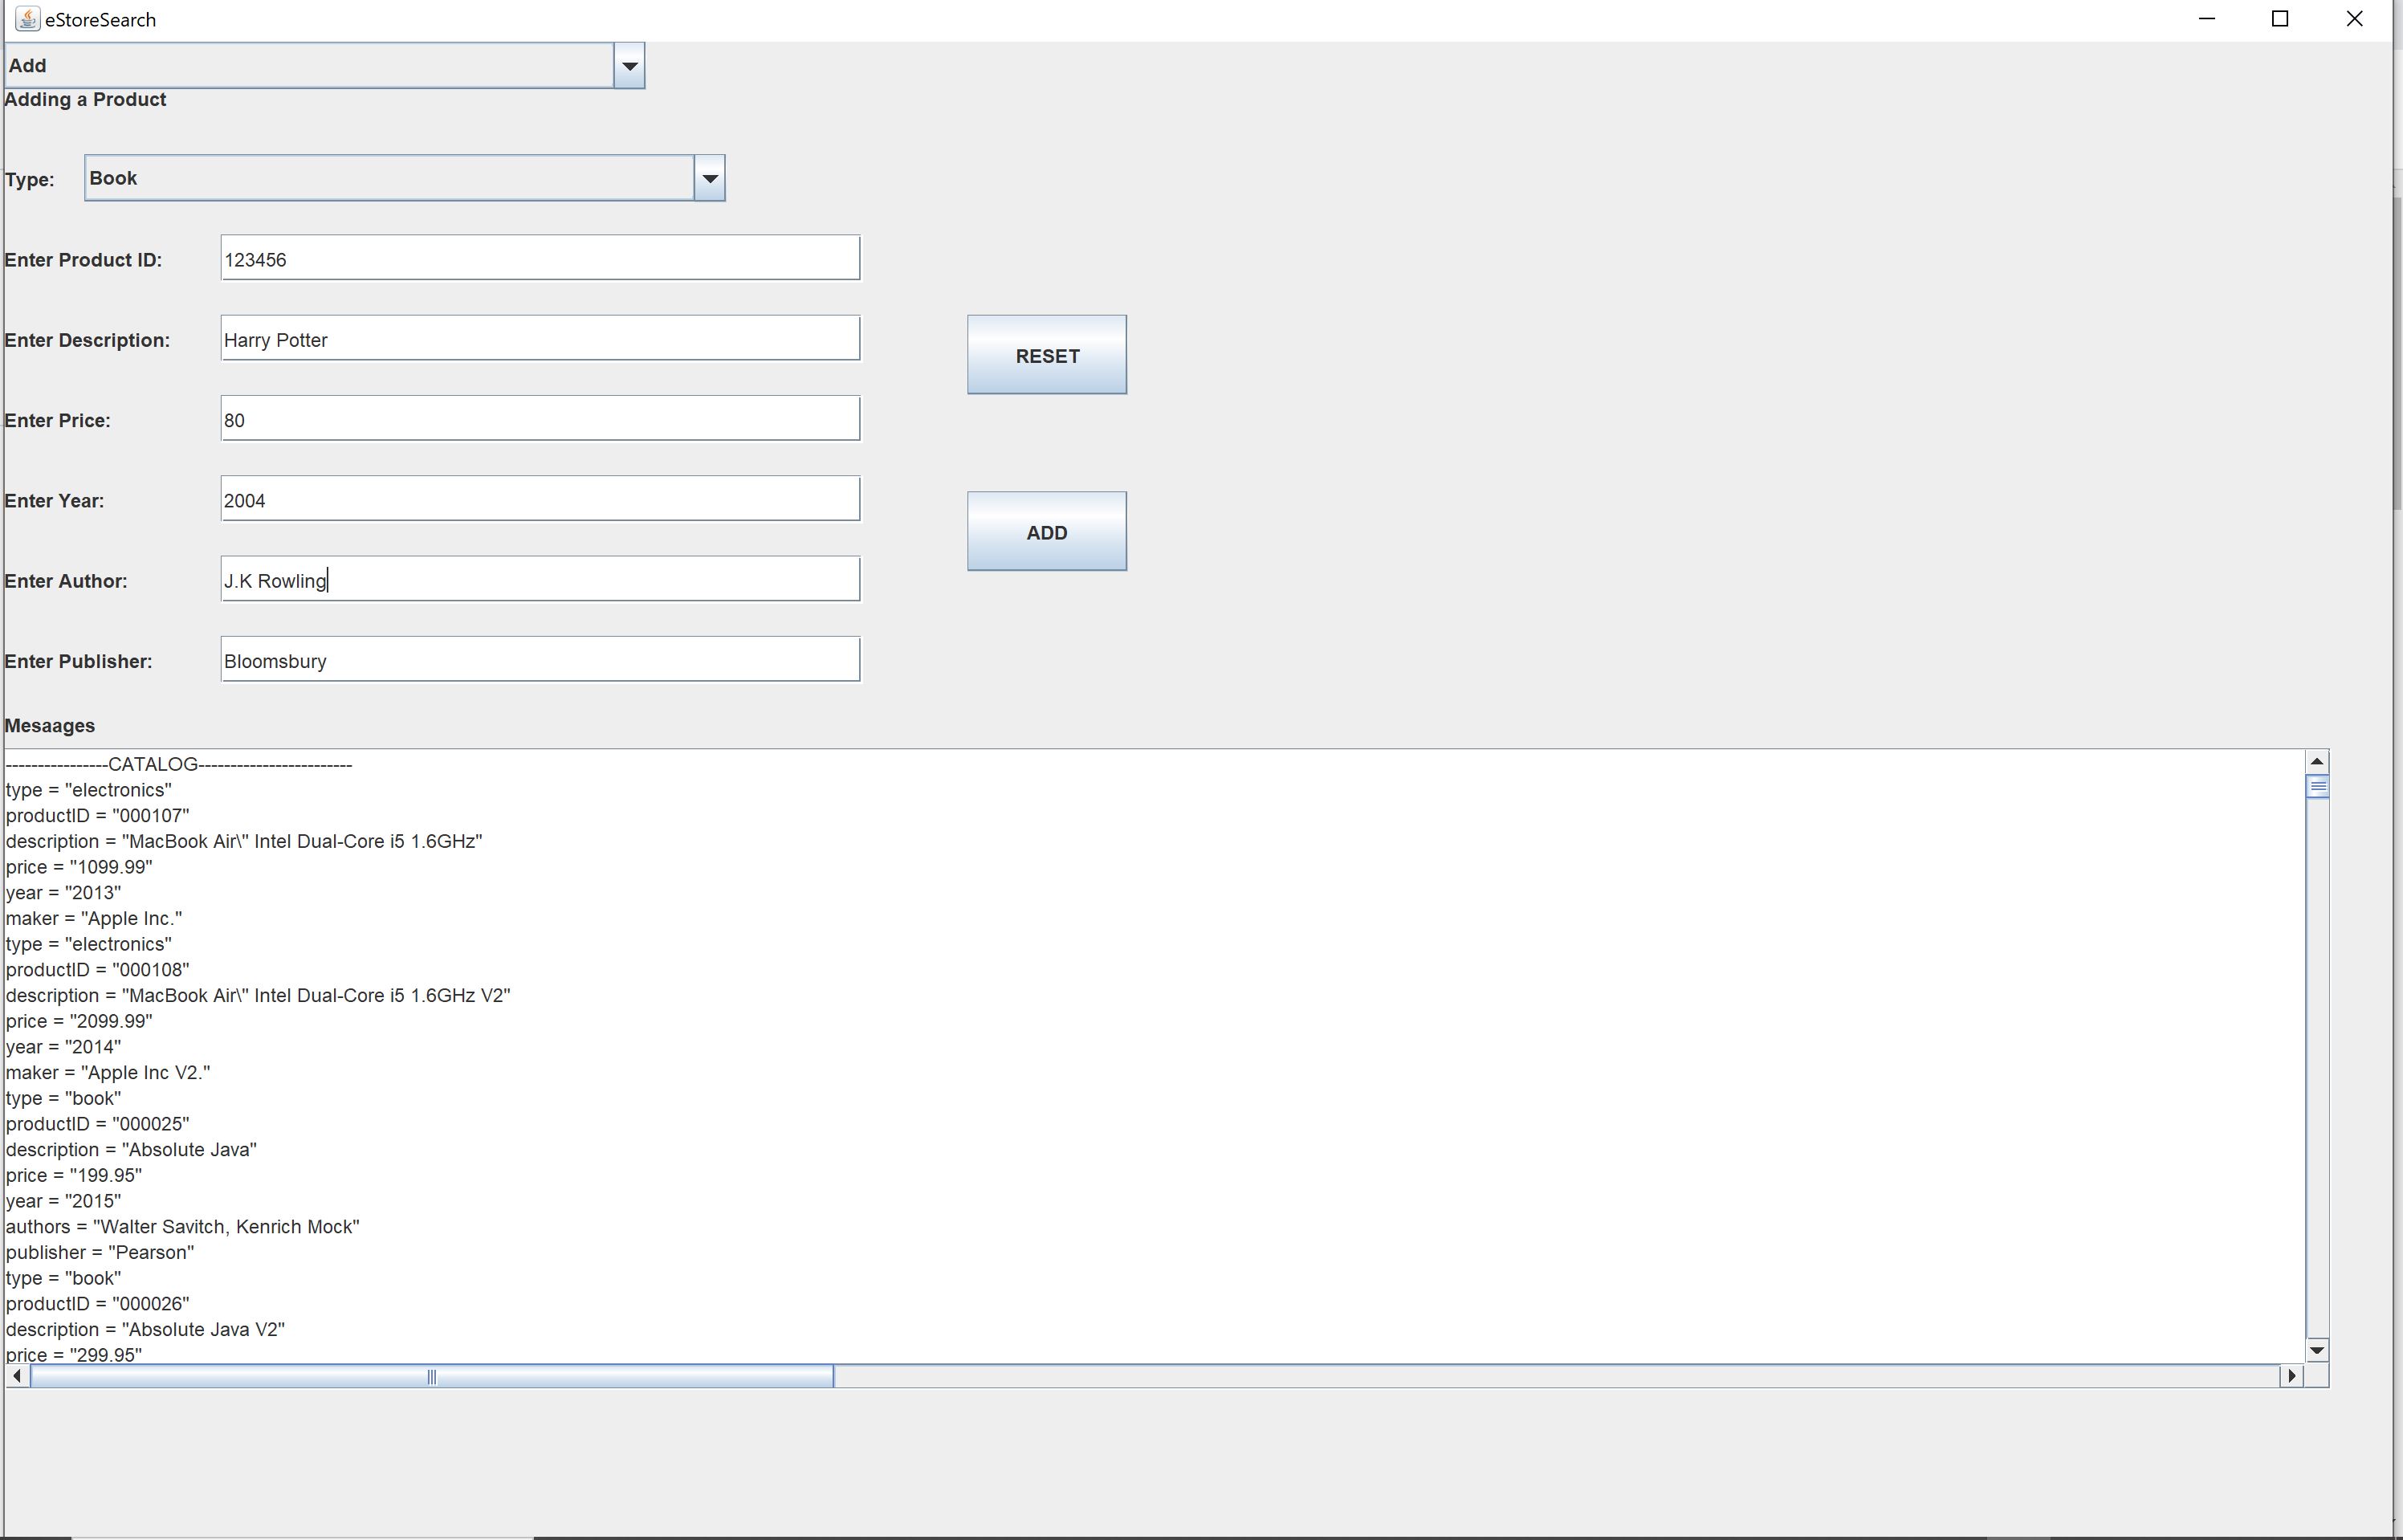 eStoreSearch
Add
Adding a Product
Type: Book
Enter Product ID: 123456
Enter Description: Harry Potter
RESET
Enter Price: 80
Enter Year: 2004
ADD
Enter Author: J.K Rowling
Enter Publisher: Bloomsbury
Mesaages
----------------CATALOG------------------------
type = "electronics"
productID = "000107"
description = "MacBook Air\" Intel Dual-Core i5 1.6GHz"
price = "1099.99"
year = "2013"
maker = "Apple Inc."
type = "electronics"
productID = "000108"
description = "MacBook Air\" Intel Dual-Core i5 1.6GHz V2"
price = "2099.99"
year = "2014"
maker = "Apple Inc V2."
type = "book"
productID = "000025"
description = "Absolute Java"
price = "199.95"
year = "2015"
authors = "Walter Savitch, Kenrich Mock"
publisher = "Pearson"
type = "book"
productID = "000026"
description = "Absolute Java V2"
price = "299.95"